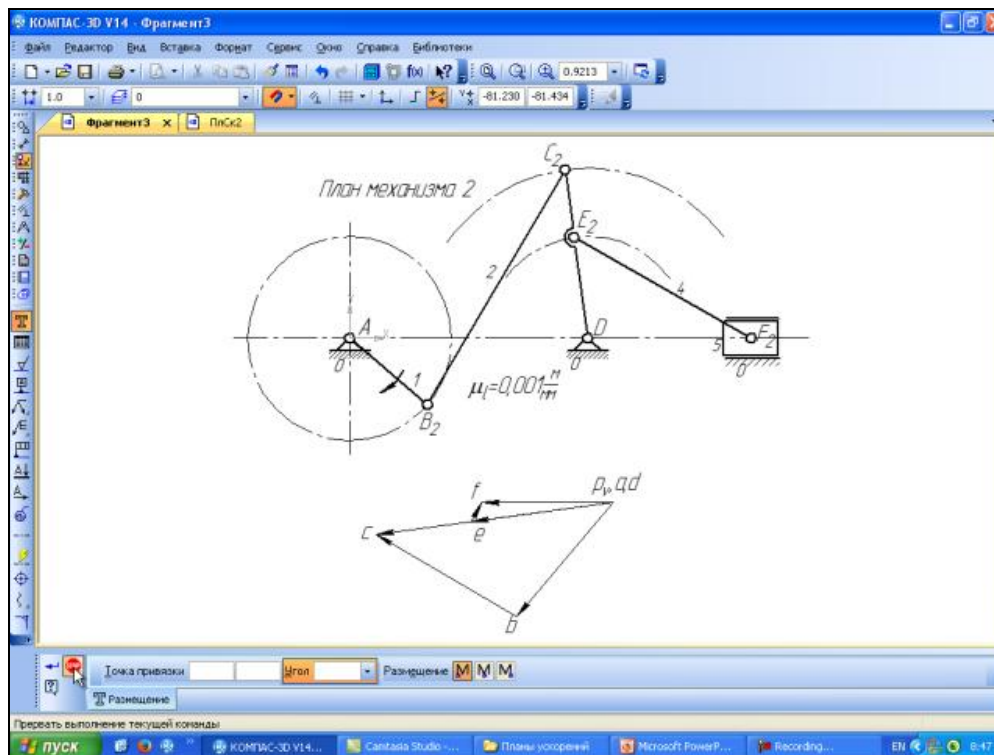 КОМПАС-3D V14 - Фрагмент3
Файл Редактор Вид Вставка Формат Сервис Окно Справка Библиотеки
f(x) 0.9213
1.0 0 -81.230 -81.434
Фрагмент3 ПлСк2
План механизма 2
C2
E2
2
4
A
D
F2
5
0
0
0
1
B2
μl=0,001 м/мм
pv,a,d
f
c
e
b
Точка привязки Угол Размещение
Размещение
Прервать выполнение текущей команды
пуск КОМПАС-3D V14... Camtasia Studio -... Планы ускорений Microsoft PowerP... Recording... EN 8:47